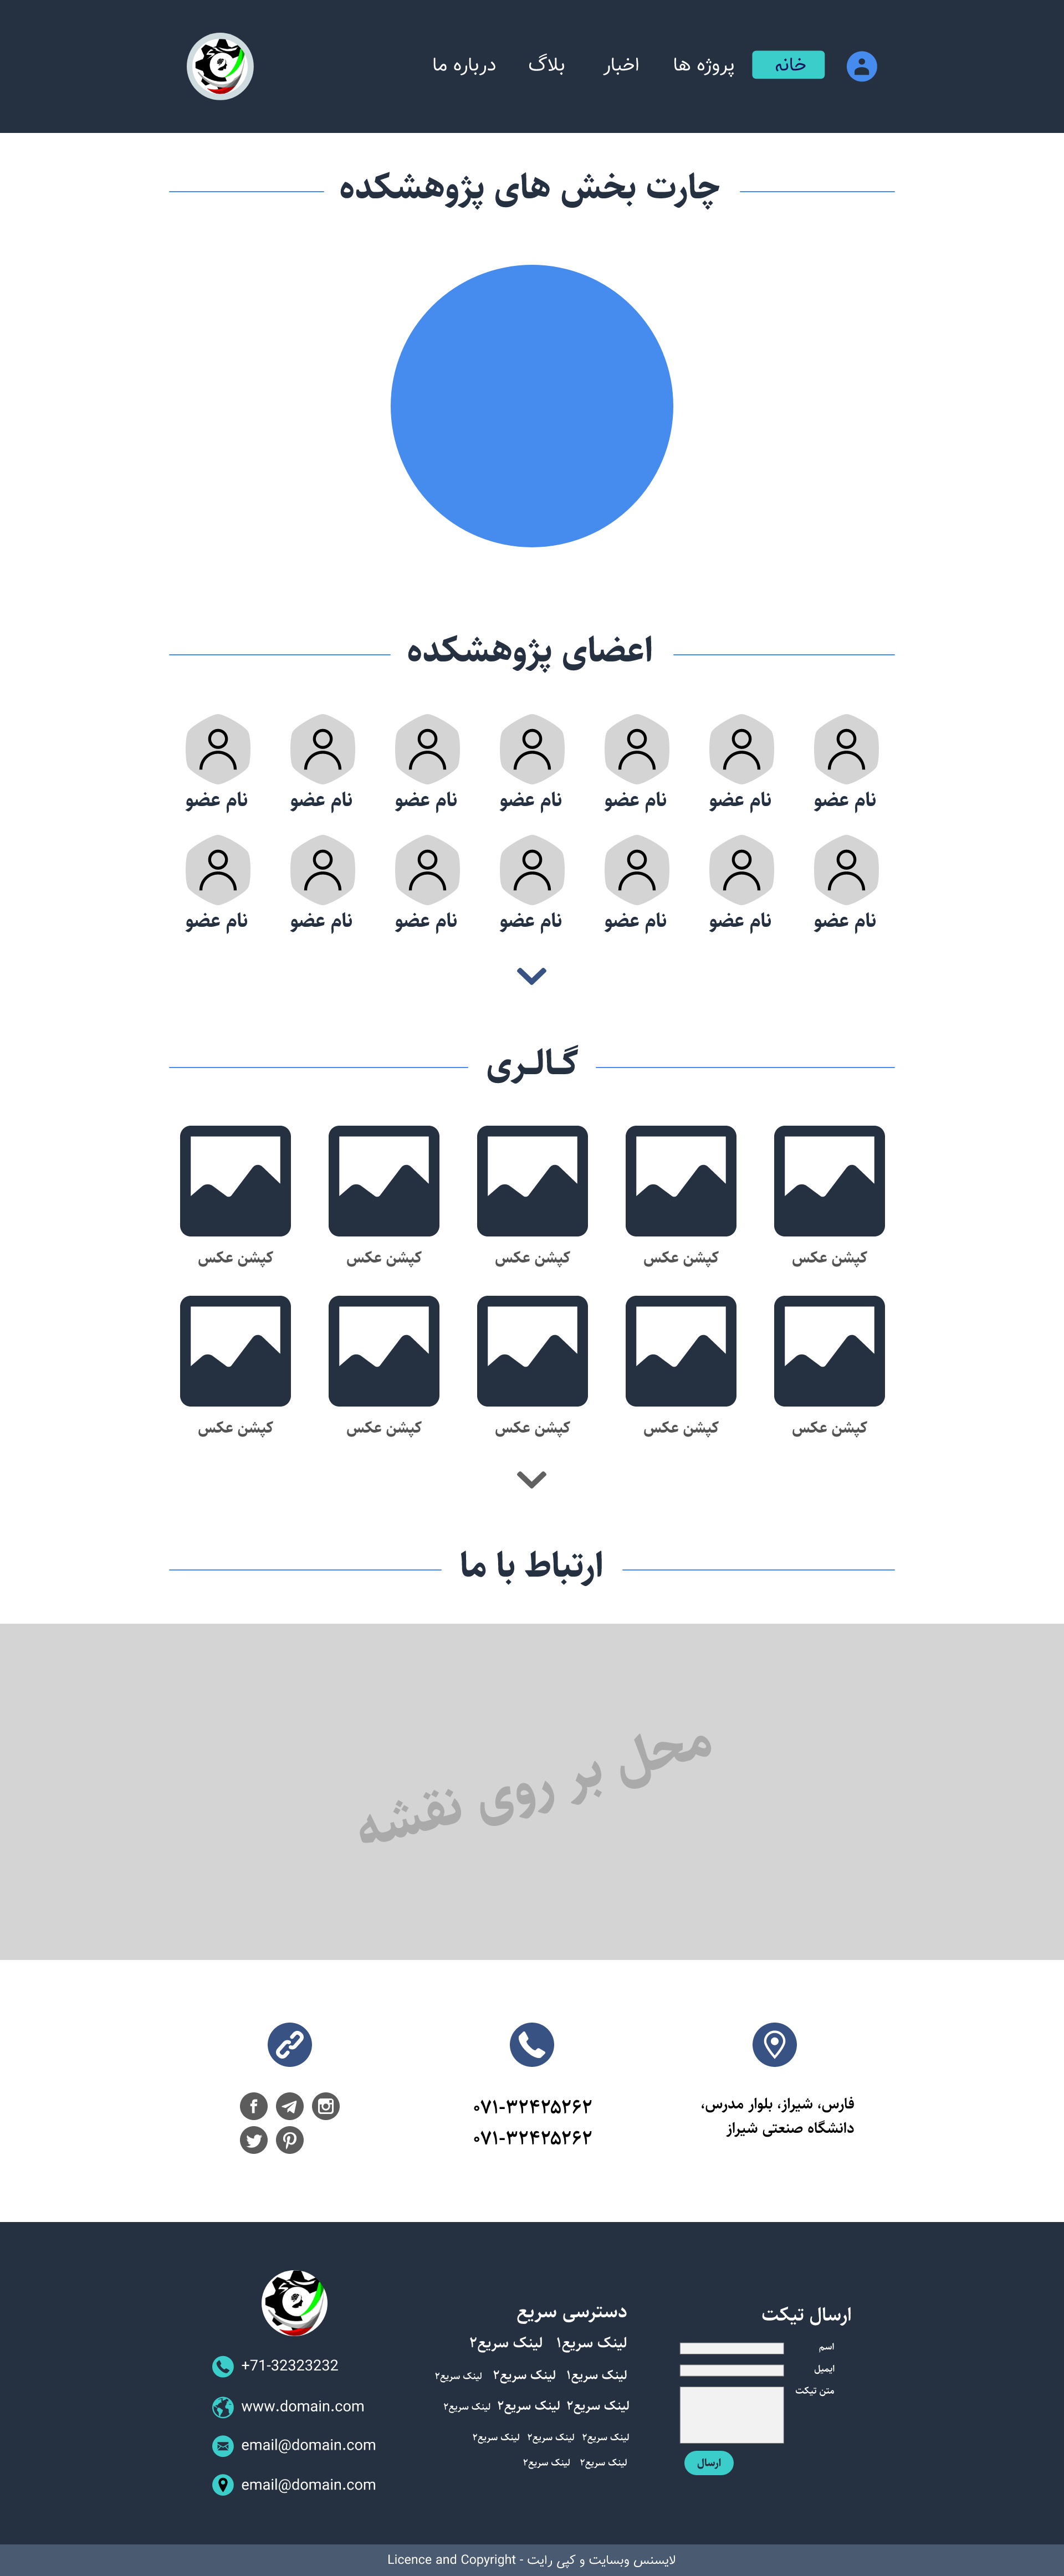 خانه
پروژه ها
اخبار
بلاگ
درباره ما
چارت بخش های پژوهشکده
اعضای پژوهشکده
نام عضو نام عضو نام عضو نام عضو نام عضو نام عضو نام عضو
نام عضو نام عضو نام عضو نام عضو نام عضو نام عضو نام عضو
گالری
کپشن عکس کپشن عکس کپشن عکس کپشن عکس کپشن عکس
کپشن عکس کپشن عکس کپشن عکس کپشن عکس کپشن عکس
ارتباط با ما
محل بر روی نقشه
فارس، شیراز، بلوار مدرس،
دانشگاه صنعتی شیراز
۰۷۱-۳۲۴۲۵۲۶۲
۰۷۱-۳۲۴۲۵۲۶۲
ارسال تیکت
اسم
ایمیل
متن تیکت
ارسال
دسترسی سریع
لینک سریع۱ لینک سریع۲
لینک سریع۱ لینک سریع۲ لینک سریع۲
لینک سریع۲ لینک سریع۲ لینک سریع۲
لینک سریع۲ لینک سریع۲ لینک سریع۲
لینک سریع۲ لینک سریع۲
+71-32323232
www.domain.com
email@domain.com
email@domain.com
لایسنس وبسایت و کپی رایت - Licence and Copyright